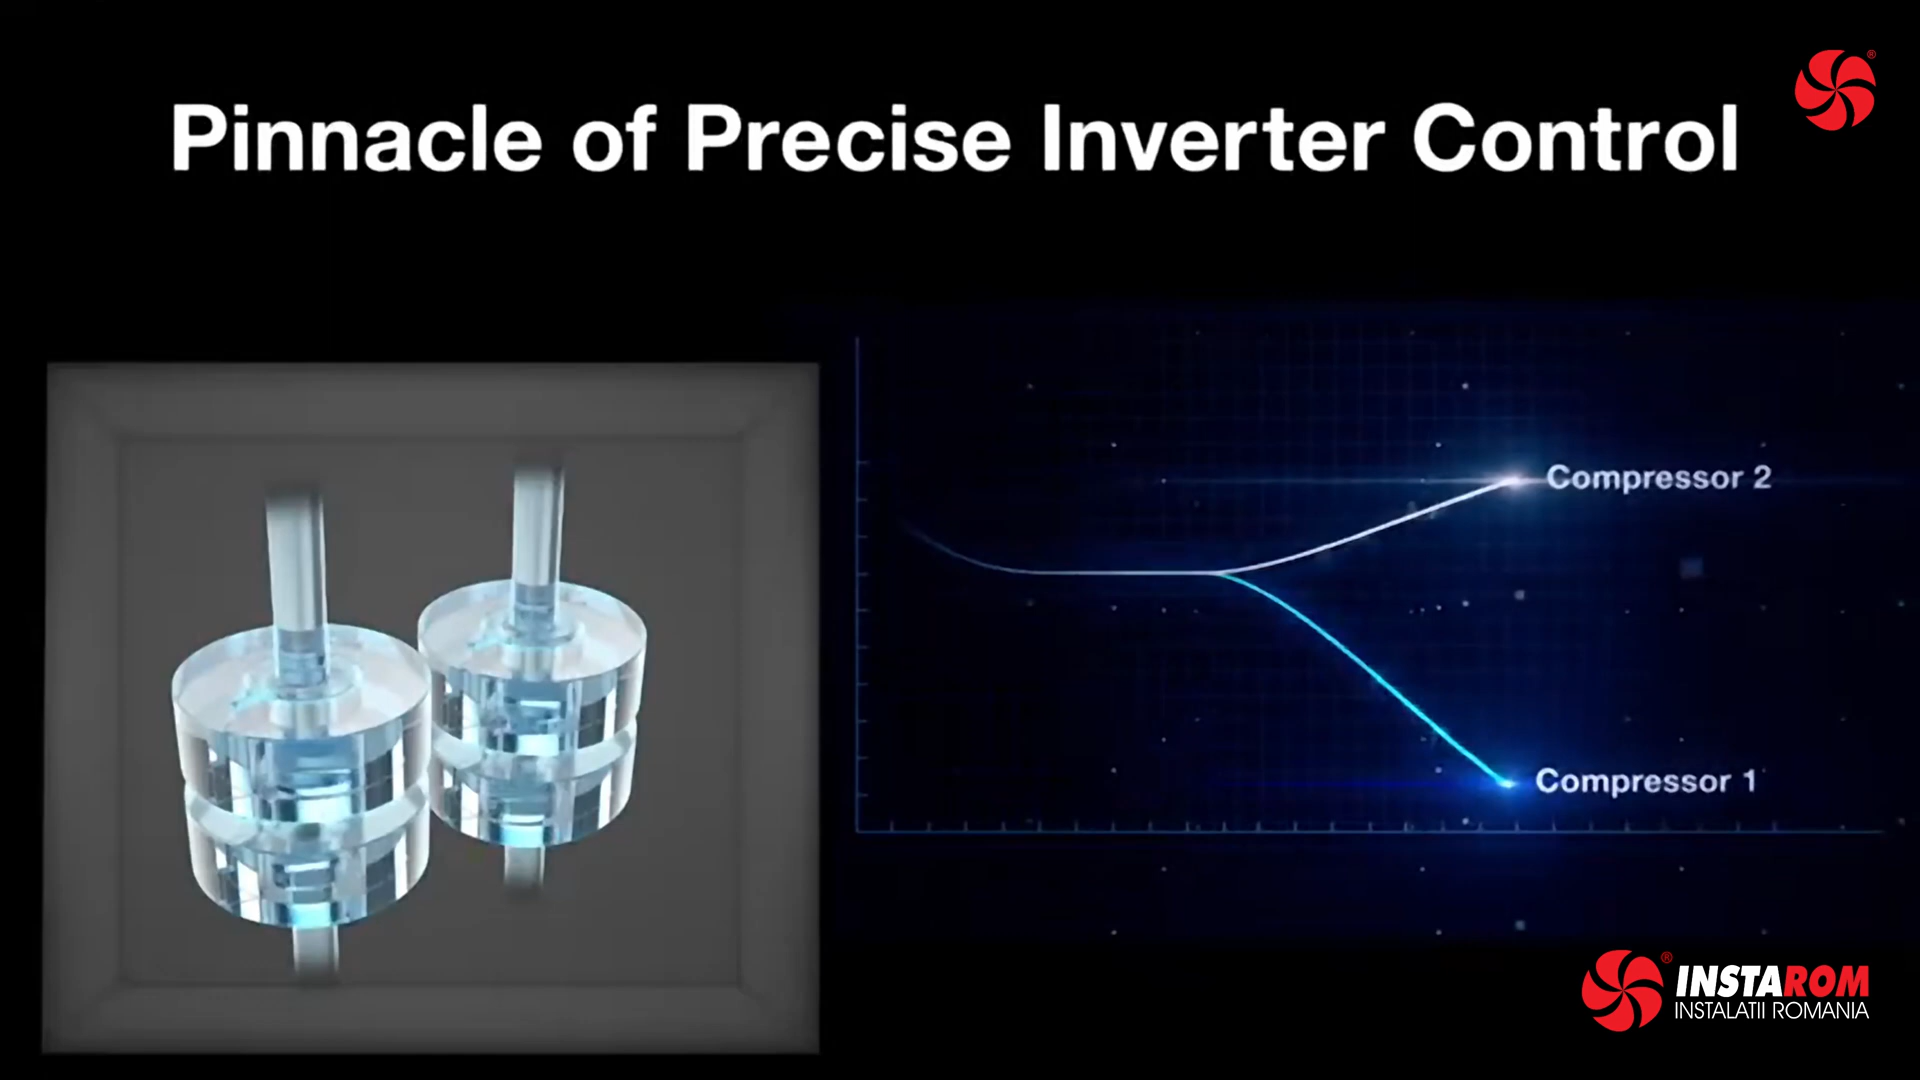 Pinnacle of Precise Inverter Control
®
Compressor 2
Compressor 1
®
INSTAROM
INSTALATII ROMANIA